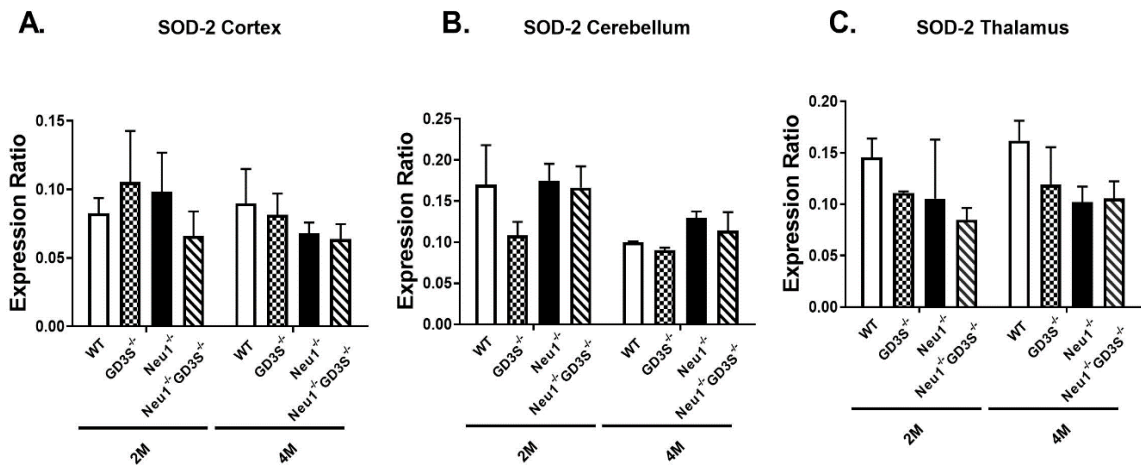 A.
SOD-2 Cortex
Expression Ratio
0.15
0.10
0.05
0.00
WT
GD3S⁻/⁻
Neu1⁻/⁻
Neu1⁻/⁻GD3S⁻/⁻
WT
GD3S⁻/⁻
Neu1⁻/⁻
Neu1⁻/⁻GD3S⁻/⁻
2M
4M
B.
SOD-2 Cerebellum
Expression Ratio
0.25
0.20
0.15
0.10
0.05
0.00
WT
GD3S⁻/⁻
Neu1⁻/⁻
Neu1⁻/⁻GD3S⁻/⁻
WT
GD3S⁻/⁻
Neu1⁻/⁻
Neu1⁻/⁻GD3S⁻/⁻
2M
4M
C.
SOD-2 Thalamus
Expression Ratio
0.20
0.15
0.10
0.05
0.00
WT
GD3S⁻/⁻
Neu1⁻/⁻
Neu1⁻/⁻GD3S⁻/⁻
WT
GD3S⁻/⁻
Neu1⁻/⁻
Neu1⁻/⁻GD3S⁻/⁻
2M
4M